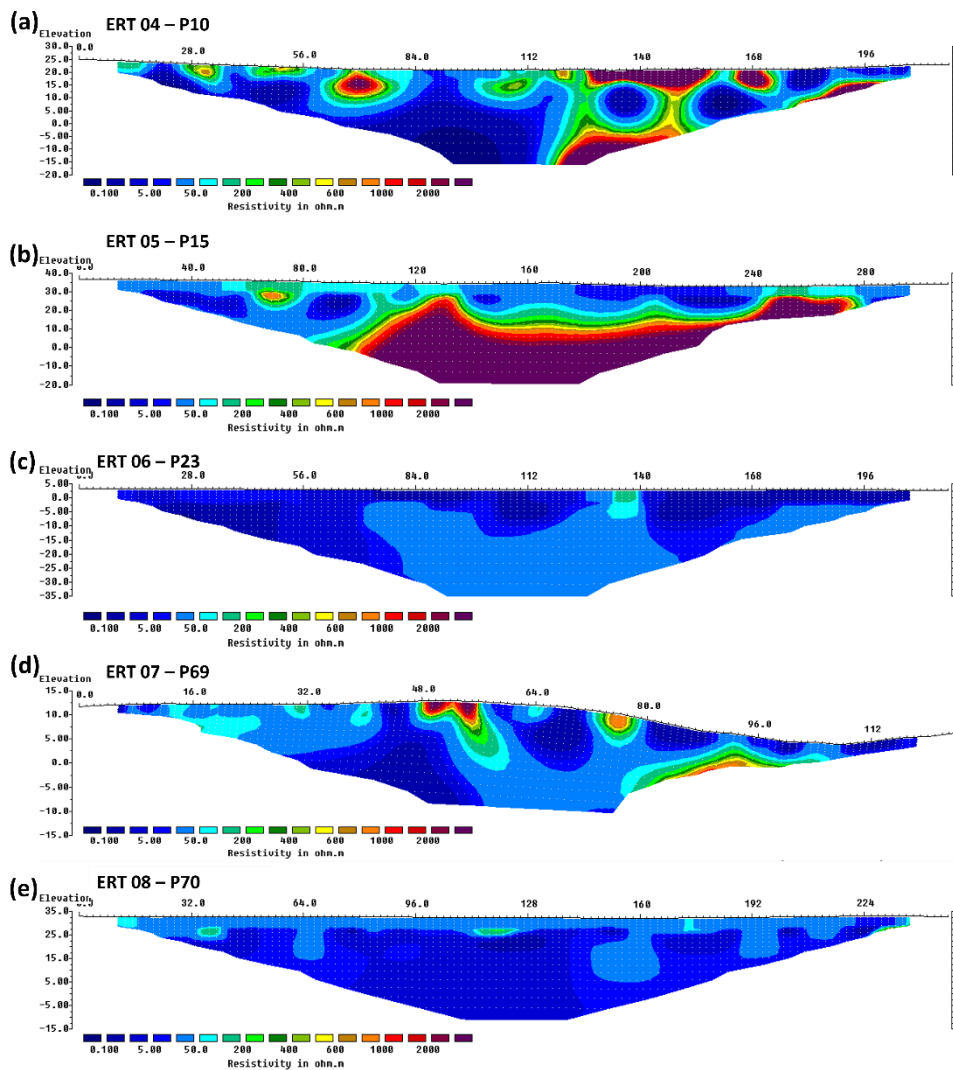 (a) ERT 04 – P10
Elevation
0.0 28.0 56.0 84.0 112 140 168 196
30.0
25.0
20.0
15.0
10.0
5.00
0.0
-5.00
-10.0
-15.0
-20.0
0.100 5.00 50.0 200 400 600 1000 2000
Resistivity in ohm.m
(b) ERT 05 – P15
Elevation
0.0 40.0 80.0 120 160 200 240 280
40.0
30.0
20.0
10.0
0.0
-10.0
-20.0
0.100 5.00 50.0 200 400 600 1000 2000
Resistivity in ohm.m
(c) ERT 06 – P23
Elevation
28.0 56.0 84.0 112 140 168 196
5.00
0.0
-5.00
-10.0
-15.0
-20.0
-25.0
-30.0
-35.0
0.100 5.00 50.0 200 400 600 1000 2000
Resistivity in ohm.m
(d) ERT 07 – P69
Elevation
0.0 16.0 32.0 48.0 64.0 80.0 96.0 112
15.0
10.0
5.00
0.0
-5.00
-10.0
-15.0
0.100 5.00 50.0 200 400 600 1000 2000
Resistivity in ohm.m
(e) ERT 08 – P70
Elevation
32.0 64.0 96.0 128 160 192 224
35.0
25.0
15.0
5.00
-5.00
-15.0
0.100 5.00 50.0 200 400 600 1000 2000
Resistivity in ohm.m